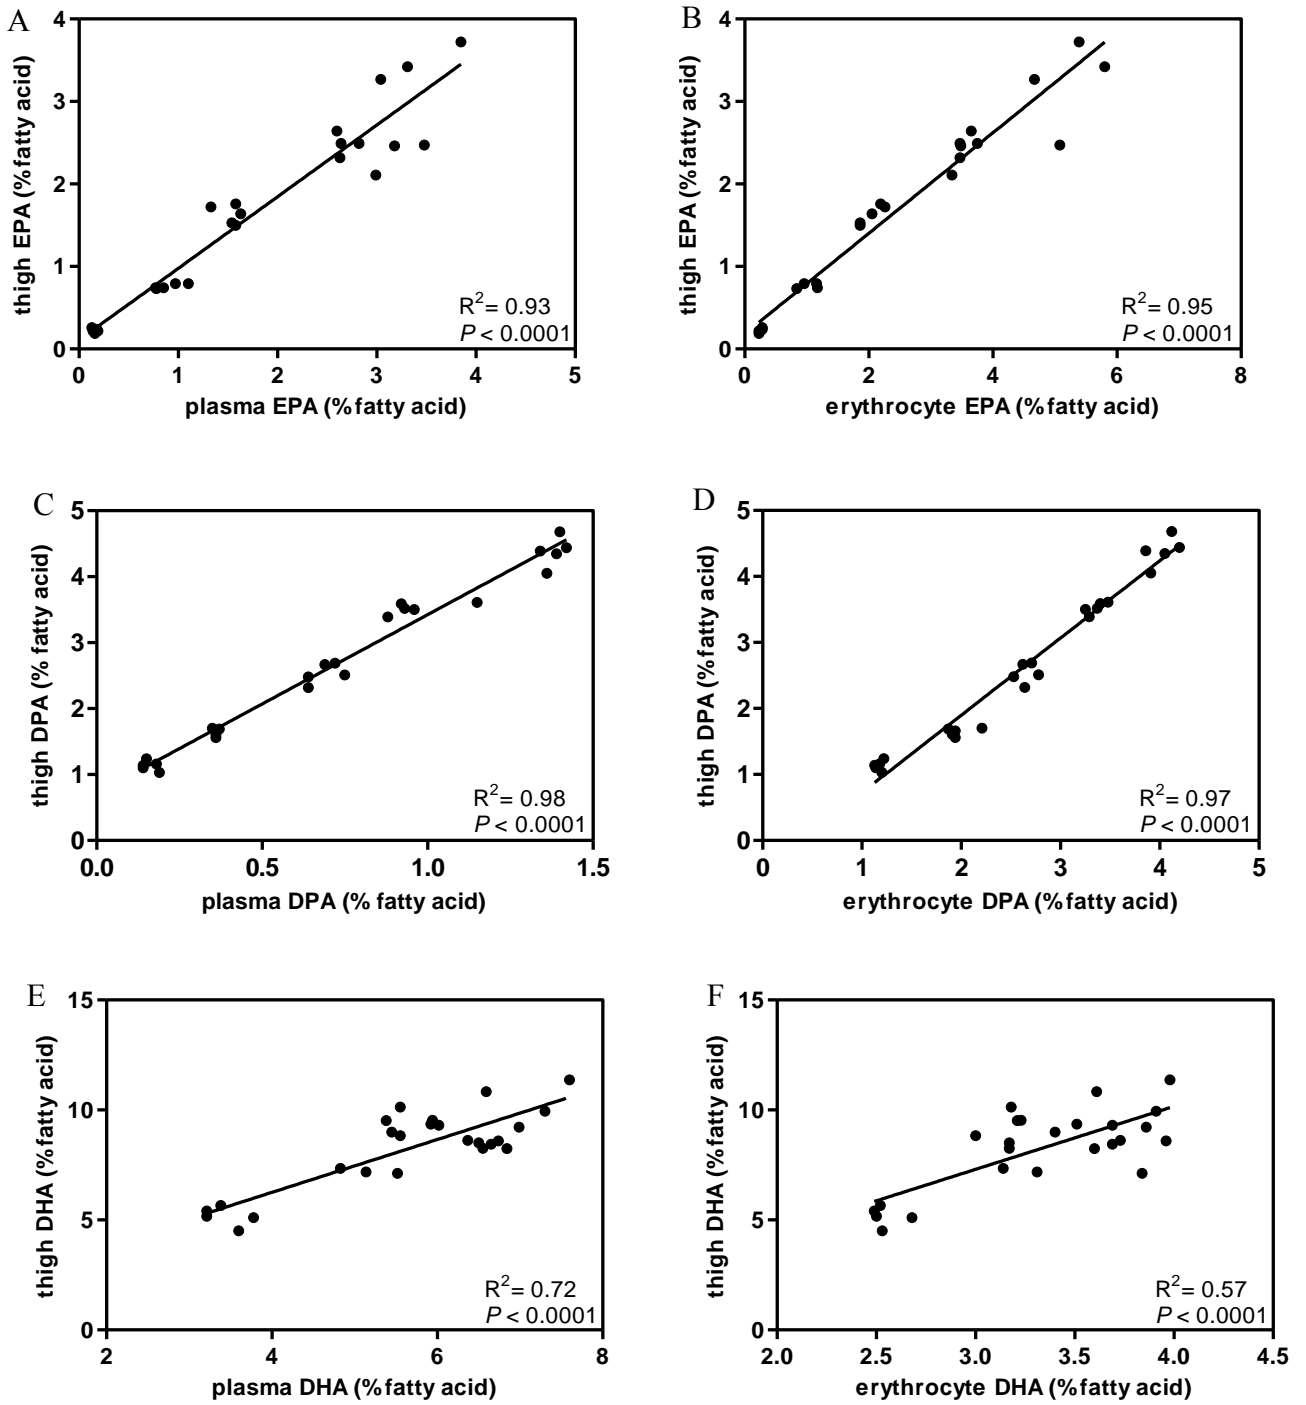 A
4
3
2
1
0
thigh EPA (% fatty acid)
R2= 0.93
P < 0.0001
0 1 2 3 4 5
plasma EPA (% fatty acid)
B
4
3
2
1
0
thigh EPA (% fatty acid)
R2= 0.95
P < 0.0001
0 2 4 6 8
erythrocyte EPA (% fatty acid)
C
5
4
3
2
1
0
thigh DPA (% fatty acid)
R2= 0.98
P < 0.0001
0.0 0.5 1.0 1.5
plasma DPA (% fatty acid)
D
5
4
3
2
1
0
thigh DPA (% fatty acid)
R2= 0.97
P < 0.0001
0 1 2 3 4 5
erythrocyte DPA (% fatty acid)
E
15
10
5
0
thigh DHA (% fatty acid)
R2= 0.72
P < 0.0001
2 4 6 8
plasma DHA (% fatty acid)
F
15
10
5
0
thigh DHA (% fatty acid)
R2= 0.57
P < 0.0001
2.0 2.5 3.0 3.5 4.0 4.5
erythrocyte DHA (% fatty acid)